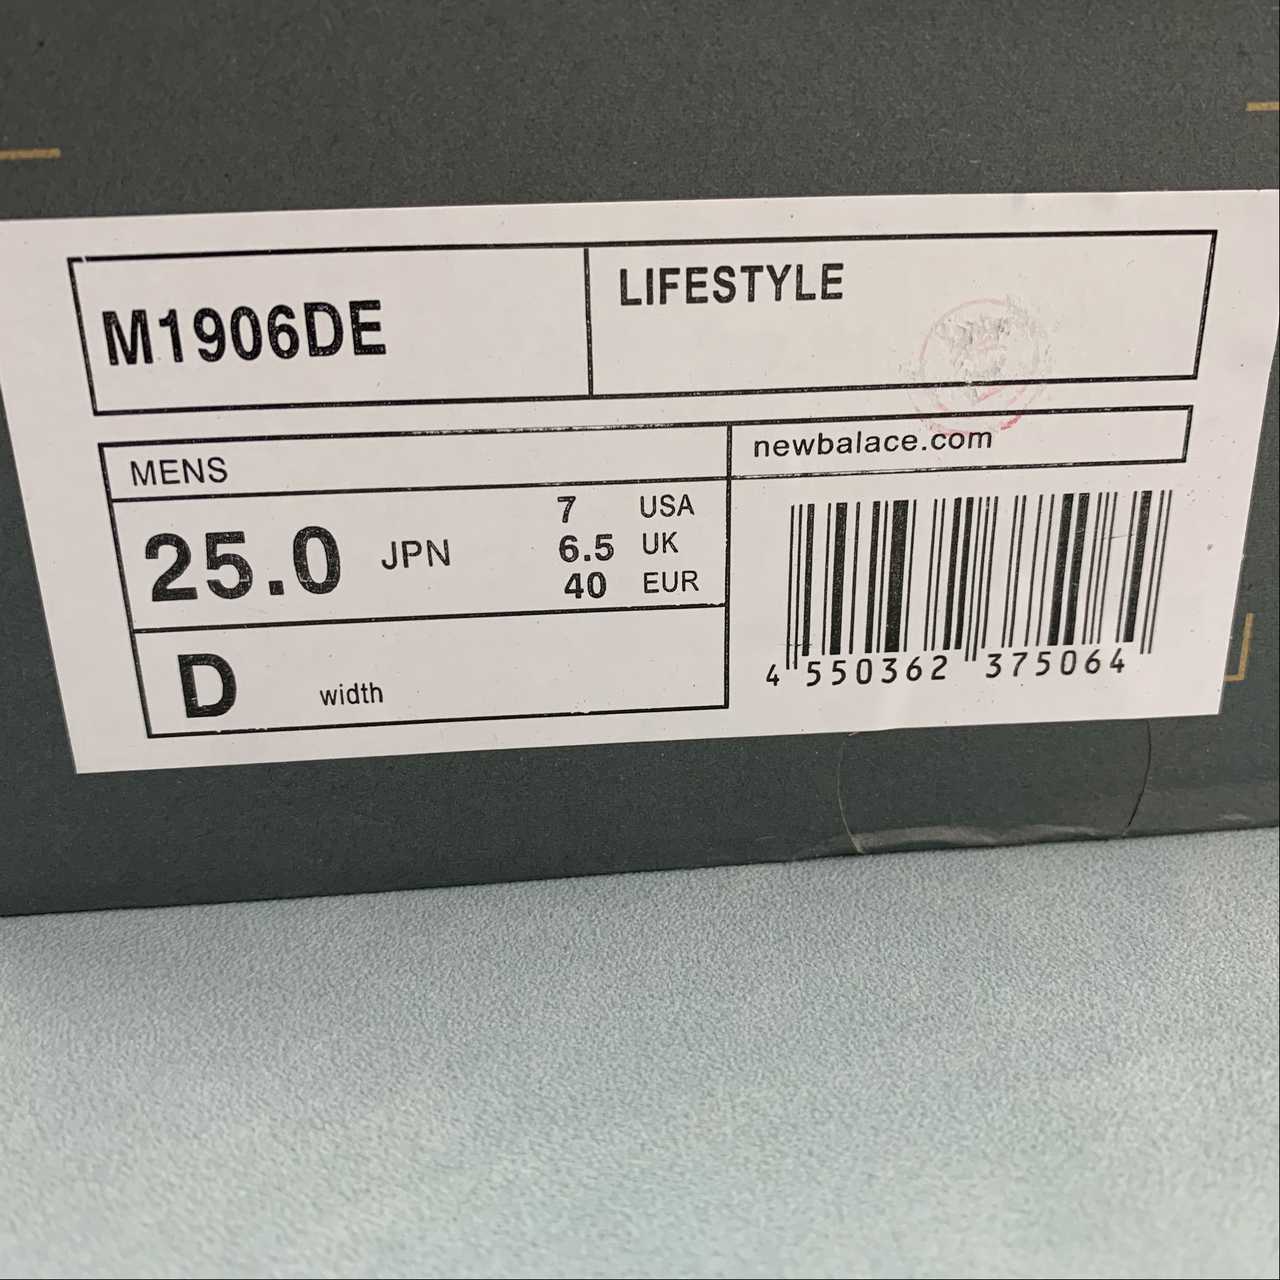 M1906DE
LIFESTYLE
MENS
newbalace.com
25.0 JPN
7 USA
6.5 UK
40 EUR
D width
4 550362 375064